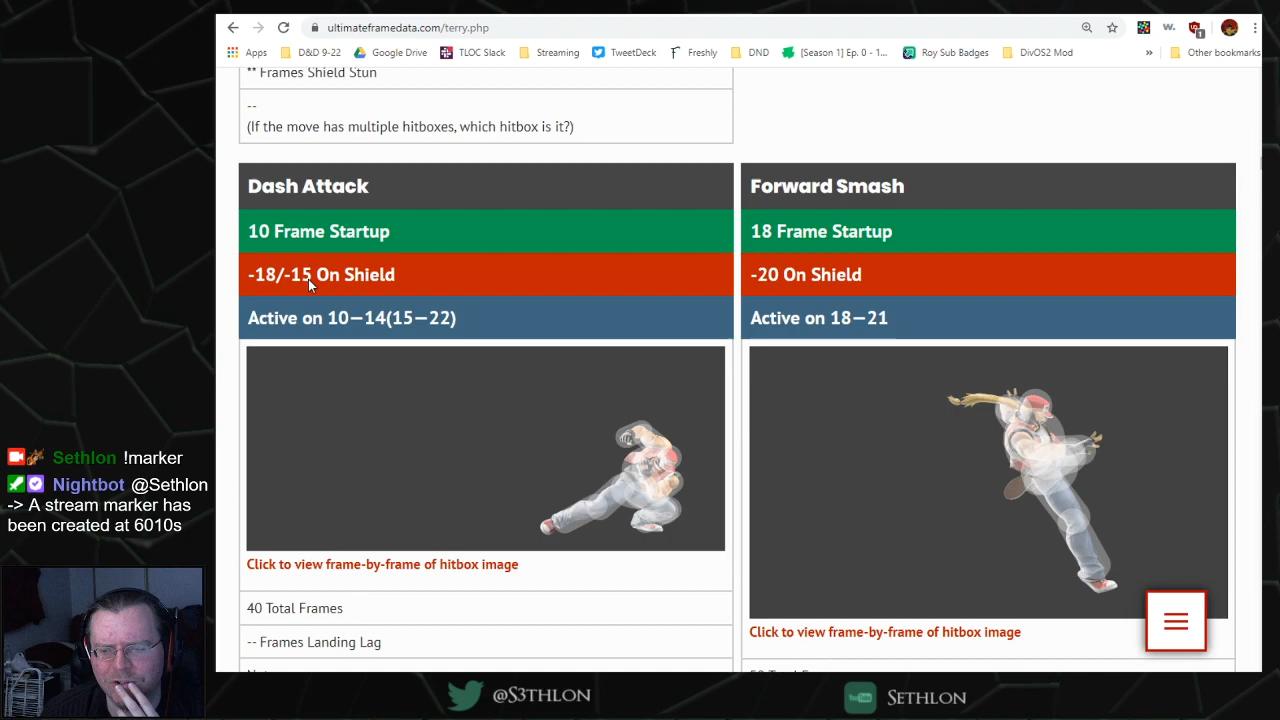 ultimateframedata.com/terry.php
Apps D&D 9-22 Google Drive TLOC Slack Streaming TweetDeck Freshly DND [Season 1] Ep. 0 - 1... Roy Sub Badges DivOS2 Mod » Other bookmarks
** Frames Shield Stun
--
(If the move has multiple hitboxes, which hitbox is it?)
Dash Attack
10 Frame Startup
-18/-15 On Shield
Active on 10—14(15—22)
Click to view frame-by-frame of hitbox image
40 Total Frames
-- Frames Landing Lag
Forward Smash
18 Frame Startup
-20 On Shield
Active on 18—21
Click to view frame-by-frame of hitbox image
Sethlon !marker
Nightbot @Sethlon
-> A stream marker has
been created at 6010s
@S3THLON
SETHLON